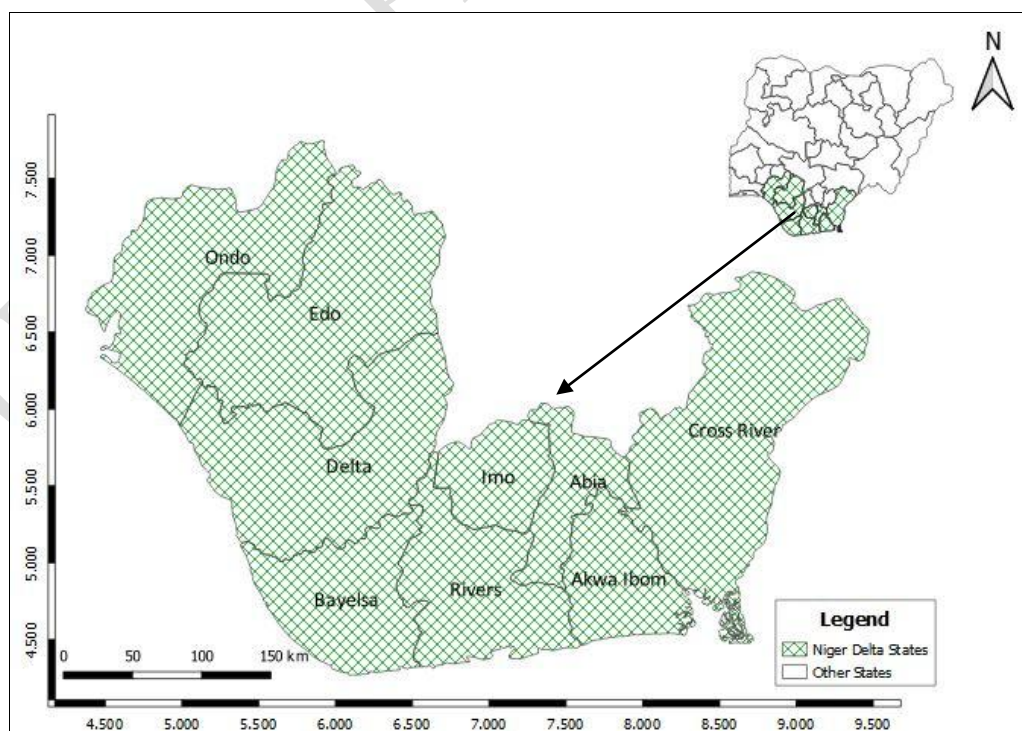 N
7.500
7.000
6.500
6.000
5.500
5.000
4.500
Ondo
Edo
Cross River
Delta
Imo
Abia
Bayelsa
Rivers
Akwa Ibom
Legend
Niger Delta States
Other States
0 50 100 150 km
4.500 5.000 5.500 6.000 6.500 7.000 7.500 8.000 8.500 9.000 9.500